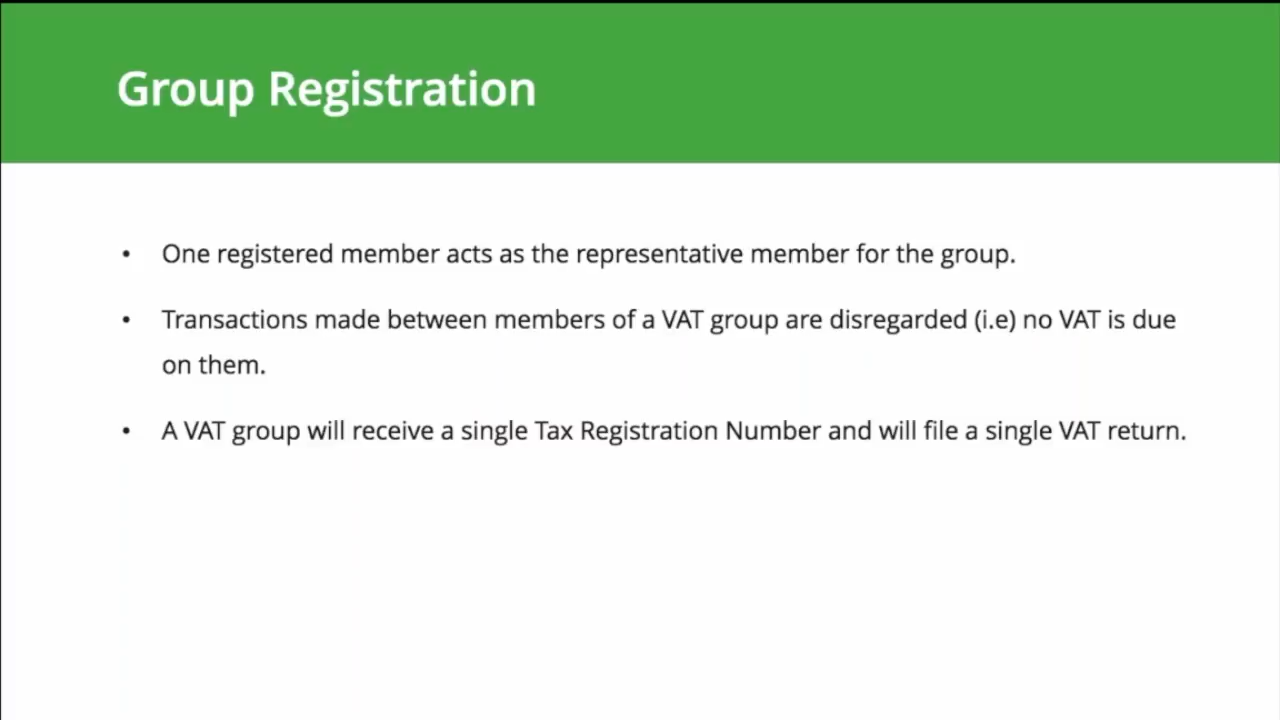 Group Registration
• One registered member acts as the representative member for the group.
• Transactions made between members of a VAT group are disregarded (i.e) no VAT is due
on them.
• A VAT group will receive a single Tax Registration Number and will file a single VAT return.